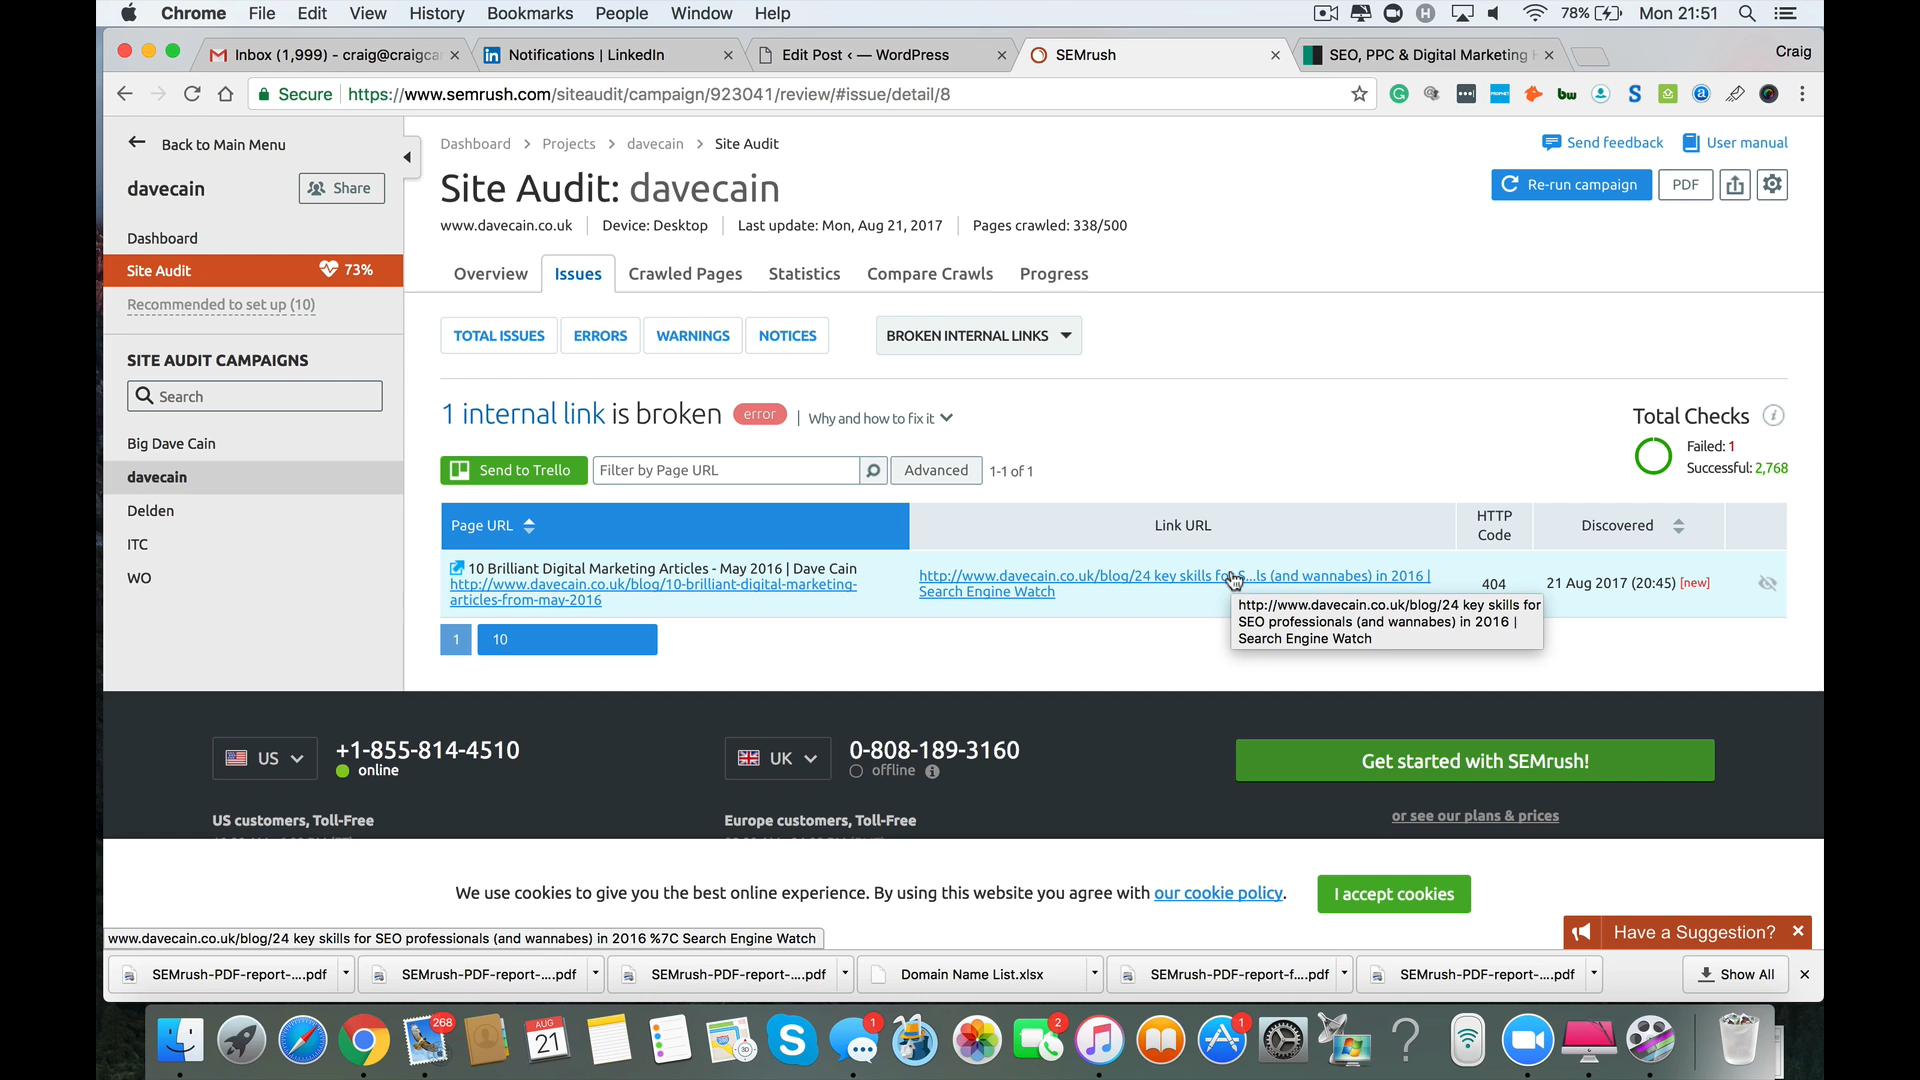 Chrome File Edit View History Bookmarks People Window Help 78% Mon 21:51
Inbox (1,999) - craig@craigca
Notifications | LinkedIn
Edit Post ‹ — WordPress
SEMrush
SEO, PPC & Digital Marketing
Craig
Secure https://www.semrush.com/siteaudit/campaign/923041/review/#issue/detail/8
Back to Main Menu
davecain
Share
Dashboard
Site Audit 73%
Recommended to set up (10)
SITE AUDIT CAMPAIGNS
Search
Big Dave Cain
davecain
Delden
ITC
WO
Dashboard > Projects > davecain > Site Audit
Send feedback
User manual
Site Audit: davecain
Re-run campaign
PDF
www.davecain.co.uk Device: Desktop Last update: Mon, Aug 21, 2017 Pages crawled: 338/500
Overview Issues Crawled Pages Statistics Compare Crawls Progress
TOTAL ISSUES ERRORS WARNINGS NOTICES BROKEN INTERNAL LINKS
1 internal link is broken error | Why and how to fix it
Total Checks
Failed: 1
Successful: 2,768
Send to Trello Filter by Page URL Advanced 1-1 of 1
Page URL Link URL HTTP Code Discovered
10 Brilliant Digital Marketing Articles - May 2016 | Dave Cain
http://www.davecain.co.uk/blog/10-brilliant-digital-marketing-
articles-from-may-2016
http://www.davecain.co.uk/blog/24 key skills for S...ls (and wannabes) in 2016 |
Search Engine Watch
404
21 Aug 2017 (20:45) [new]
http://www.davecain.co.uk/blog/24 key skills for
SEO professionals (and wannabes) in 2016 |
Search Engine Watch
1 10
US +1-855-814-4510
online
US customers, Toll-Free
UK 0-808-189-3160
offline
Europe customers, Toll-Free
Get started with SEMrush!
or see our plans & prices
We use cookies to give you the best online experience. By using this website you agree with our cookie policy.
I accept cookies
Have a Suggestion?
www.davecain.co.uk/blog/24 key skills for SEO professionals (and wannabes) in 2016 %7C Search Engine Watch
SEMrush-PDF-report-....pdf
SEMrush-PDF-report-....pdf
SEMrush-PDF-report-....pdf
Domain Name List.xlsx
SEMrush-PDF-report-f....pdf
SEMrush-PDF-report-....pdf
Show All
268
AUG
21
1
2
1